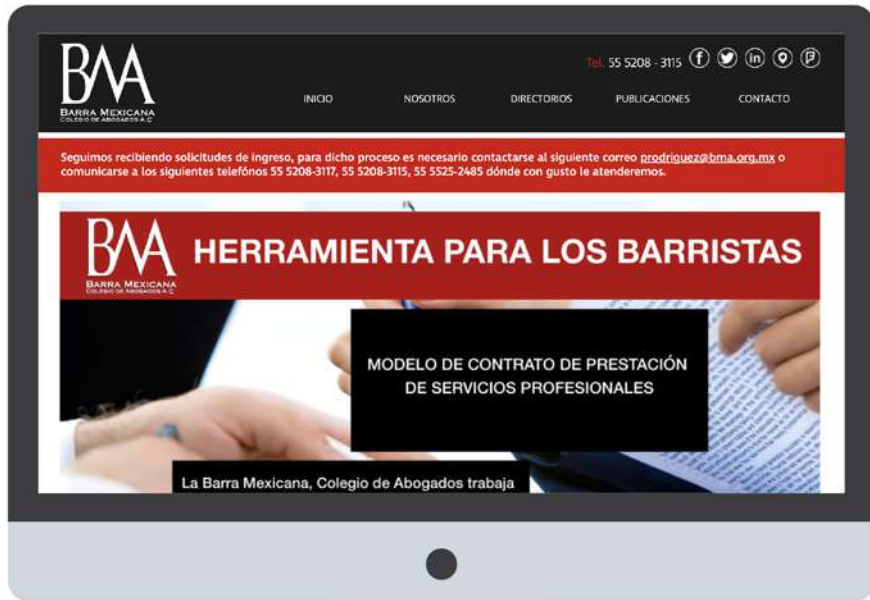 BMA
BARRA MEXICANA
COLEGIO DE ABOGADOS A.C
Tel. 55 5208 - 3115
INICIO NOSOTROS DIRECTORIOS PUBLICACIONES CONTACTO
Seguimos recibiendo solicitudes de ingreso, para dicho proceso es necesario contactarse al siguiente correo prodriguez@bma.org.mx o
comunicarse a los siguientes telefónos 55 5208-3117, 55 5208-3115, 55 5525-2485 dónde con gusto le atenderemos.
BMA
BARRA MEXICANA
COLEGIO DE ABOGADOS A.C
HERRAMIENTA PARA LOS BARRISTAS
MODELO DE CONTRATO DE PRESTACIÓN
DE SERVICIOS PROFESIONALES
La Barra Mexicana, Colegio de Abogados trabaja